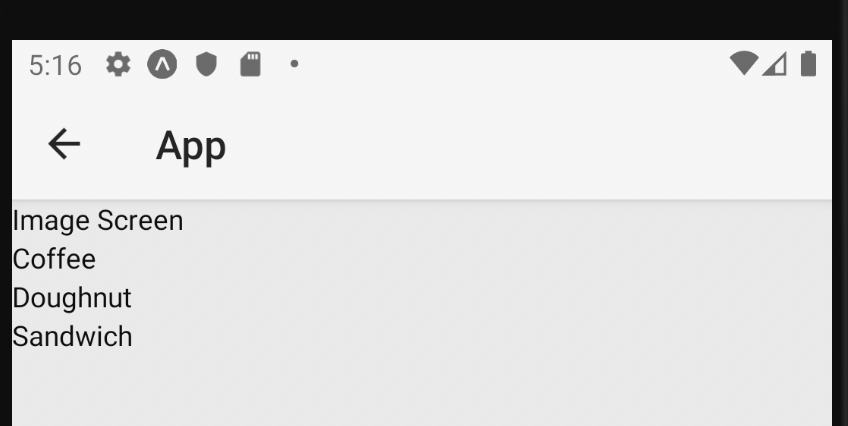 5:16
App
Image Screen
Coffee
Doughnut
Sandwich